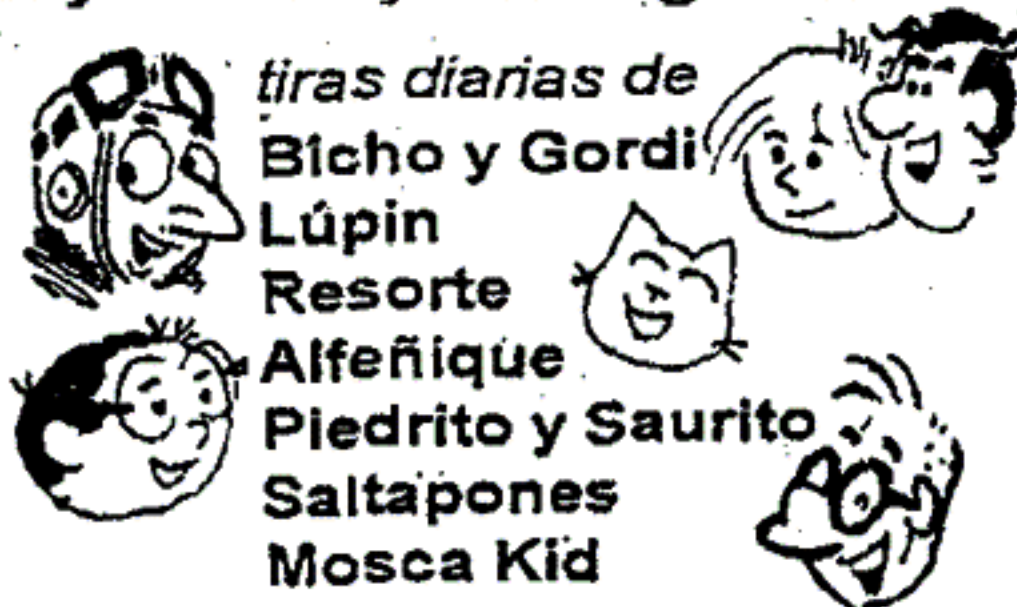 tiras diarias de
Bicho y Gordi
Lúpin
Resorte
Alfeñique
Piedrito y Saurito
Saltapones
Mosca Kid